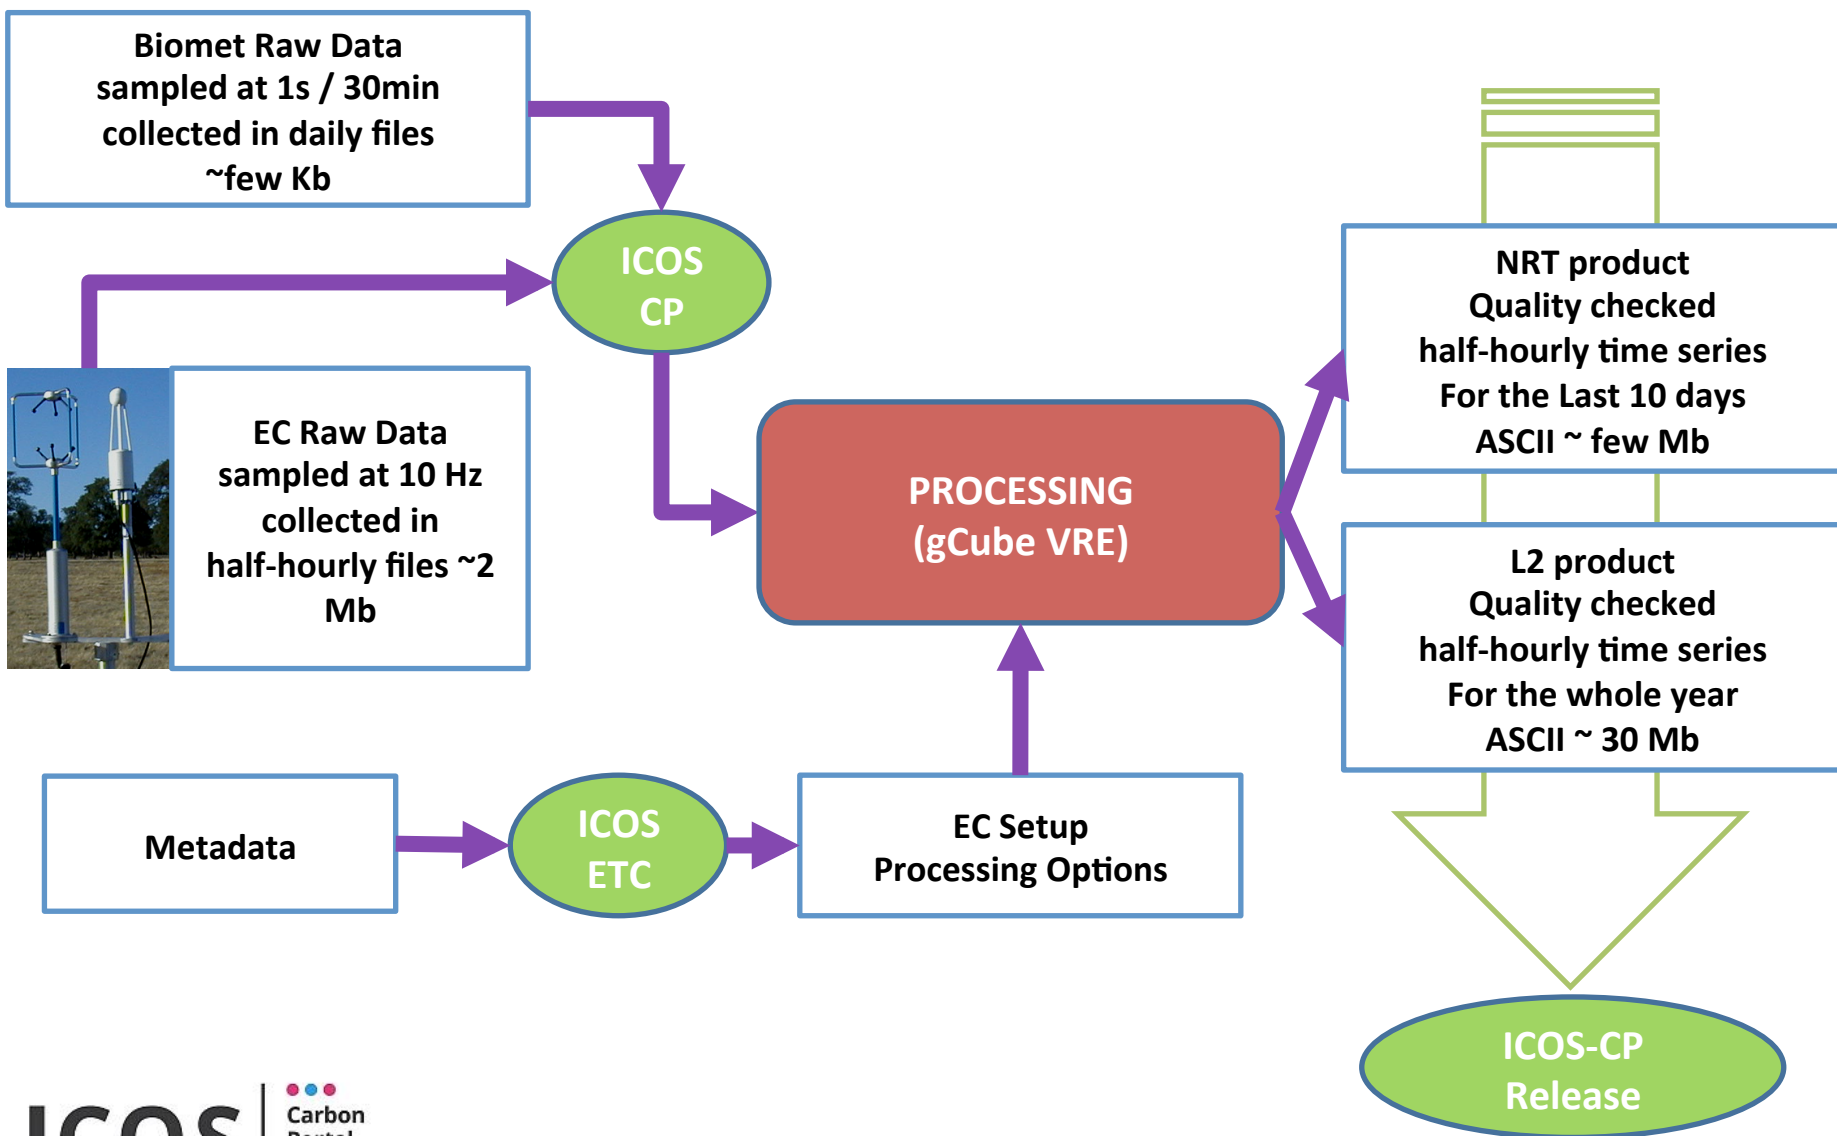 Biomet Raw Data
sampled at 1s / 30min
collected in daily files
~few Kb
ICOS
CP
EC Raw Data
sampled at 10 Hz
collected in
half-hourly files ~2
Mb
PROCESSING
(gCube VRE)
NRT product
Quality checked
half-hourly time series
For the Last 10 days
ASCII ~ few Mb
L2 product
Quality checked
half-hourly time series
For the whole year
ASCII ~ 30 Mb
Metadata
ICOS
ETC
EC Setup
Processing Options
ICOS-CP
Release
ICOS
Carbon
Portal